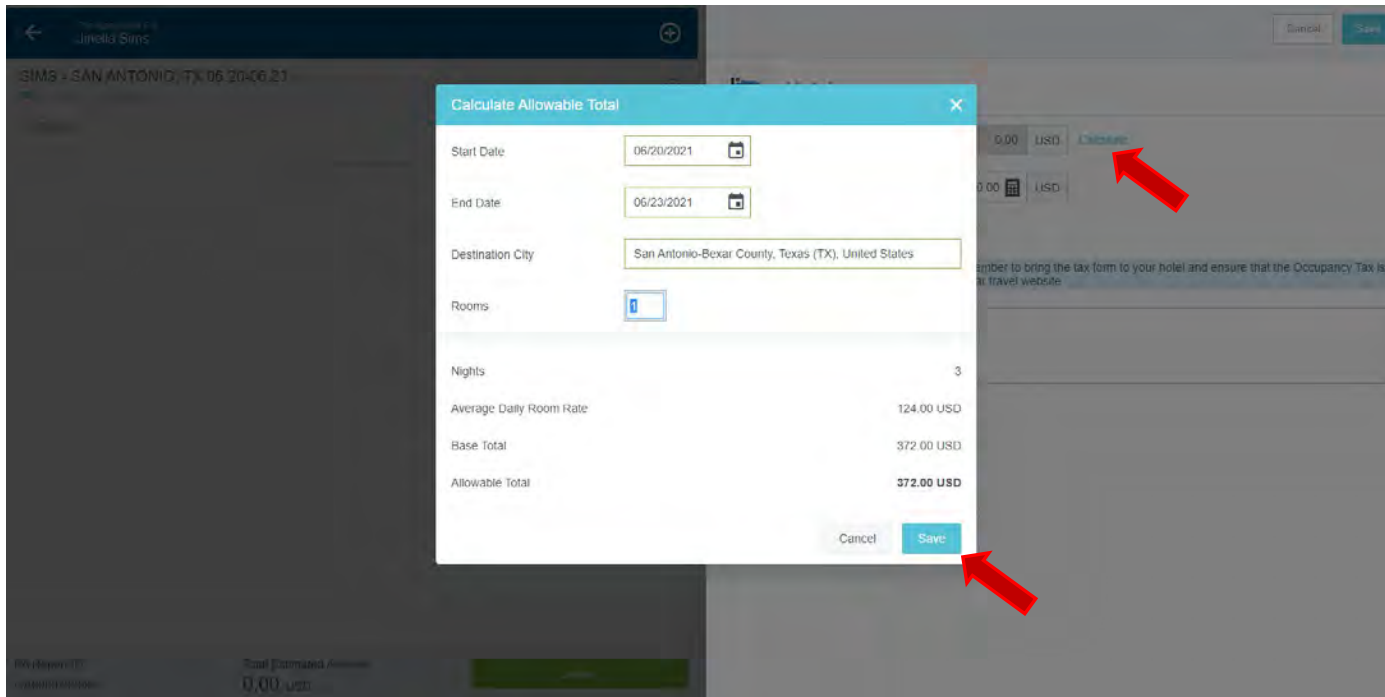 Sims
Cancel Save
SIMS - SAN ANTONIO, TX 06.20-06.21
Calculate Allowable Total
Start Date 06/20/2021
End Date 06/23/2021
Destination City San Antonio-Bexar County, Texas (TX), United States
Rooms 1
Nights 3
Average Daily Room Rate 124.00 USD
Base Total 372.00 USD
Allowable Total 372.00 USD
Cancel Save
0.00 USD Calculate
0.00 USD
ember to bring the tax form to your hotel and ensure that the Occupancy Tax is
travel website
Total Estimated Amount
0.00 USD